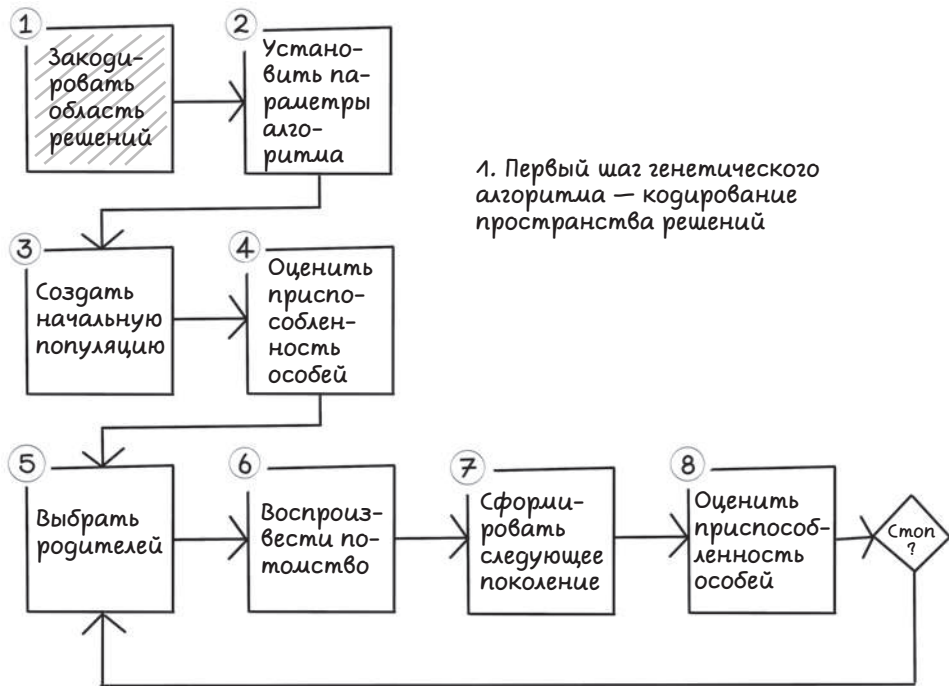 1
Закоди-
ровать
область
решений
2
Устано-
вить па-
раметры
алго-
ритма
1. Первый шаг генетического
алгоритма — кодирование
пространства решений
3
Создать
начальную
популяцию
4
Оценить
приспо-
соблен-
ность
особей
5
Выбрать
родителей
6
Воспроиз-
вести по-
томство
7
Сформи-
ровать
следующее
поколение
8
Оценить
приспособ-
ленность
особей
Стоп
?